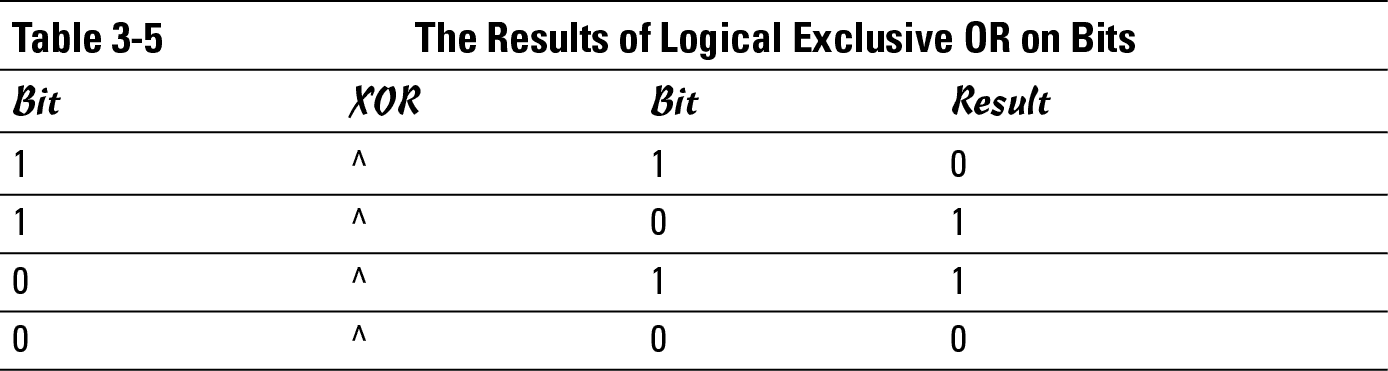 Table 3-5 The Results of Logical Exclusive OR on Bits
Bit XOR Bit Result
1 ^ 1 0
1 ^ 0 1
0 ^ 1 1
0 ^ 0 0